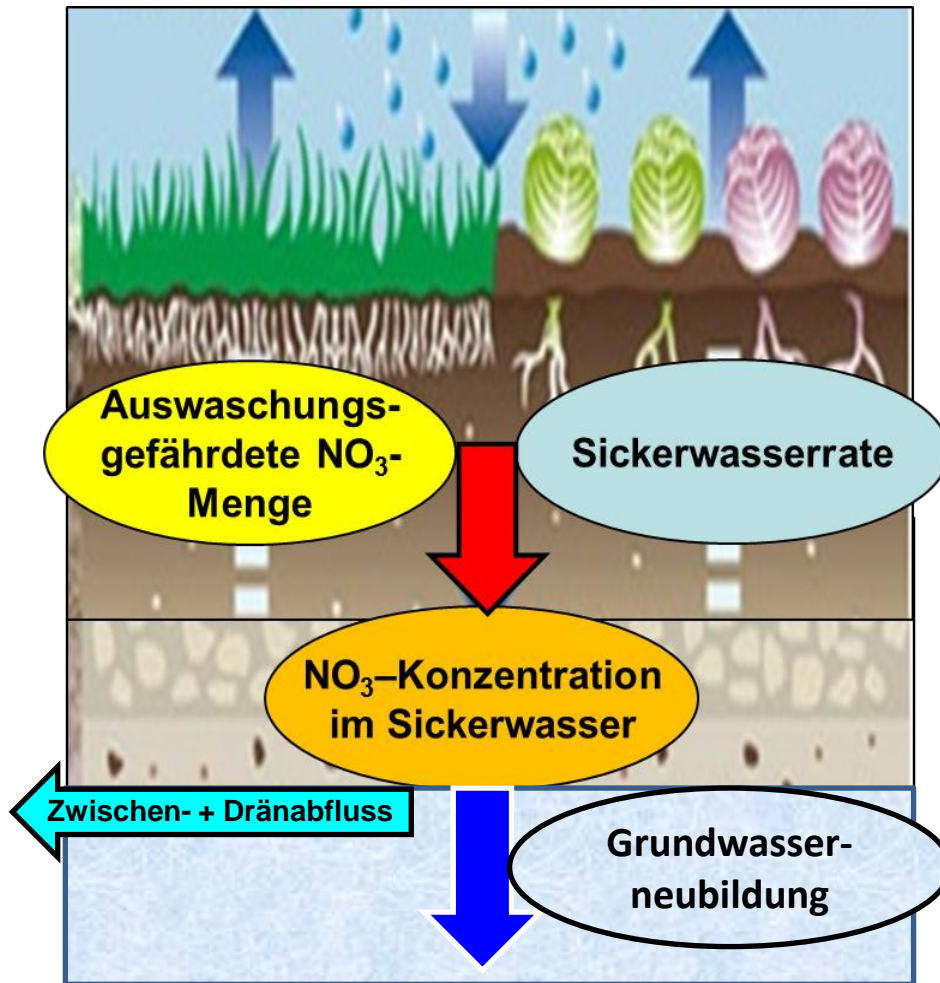 Auswaschungs-
gefährdete NO₃-
Menge
Sickerwasserrate
NO₃–Konzentration
im Sickerwasser
Zwischen- + Dränabfluss
Grundwasser-
neubildung